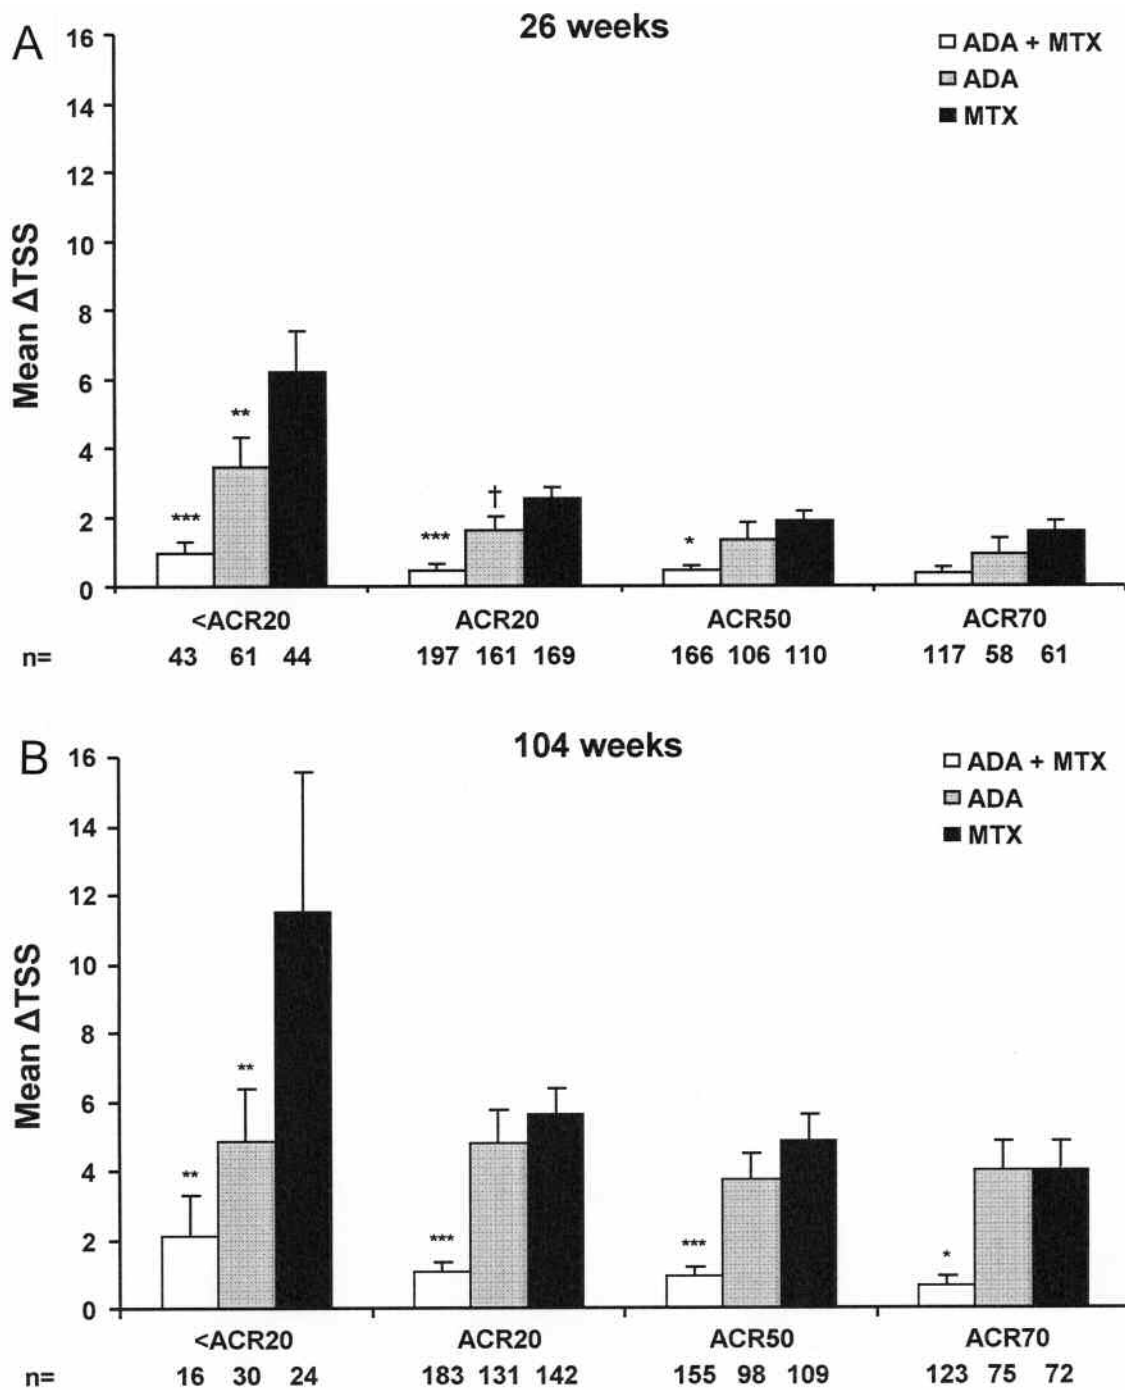 A
26 weeks
ADA + MTX
ADA
MTX
Mean ΔTSS
16
14
12
10
8
6
4
2
0
***
**
***
†
*
<ACR20 ACR20 ACR50 ACR70
n= 43 61 44 197 161 169 166 106 110 117 58 61
B
104 weeks
ADA + MTX
ADA
MTX
Mean ΔTSS
16
14
12
10
8
6
4
2
0
**
**
***
***
*
<ACR20 ACR20 ACR50 ACR70
n= 16 30 24 183 131 142 155 98 109 123 75 72